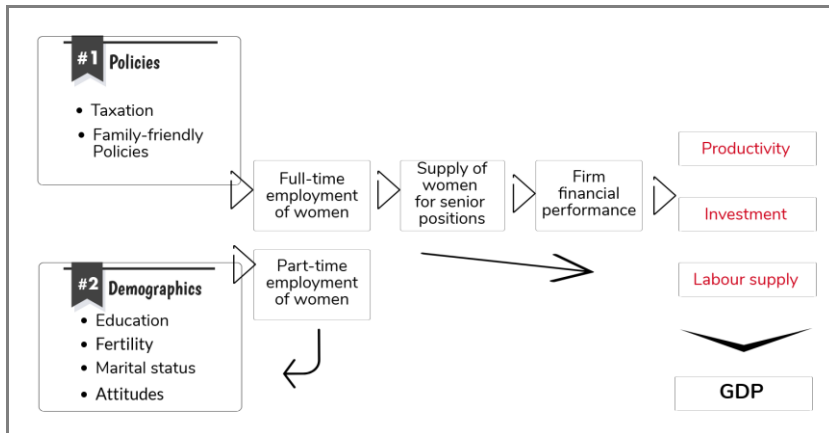 #1 Policies
• Taxation
• Family-friendly
Policies
Full-time
employment
of women
Supply of
women
for senior
positions
Firm
financial
performance
Productivity
Investment
Labour supply
GDP
Part-time
employment
of women
#2 Demographics
• Education
• Fertility
• Marital status
• Attitudes